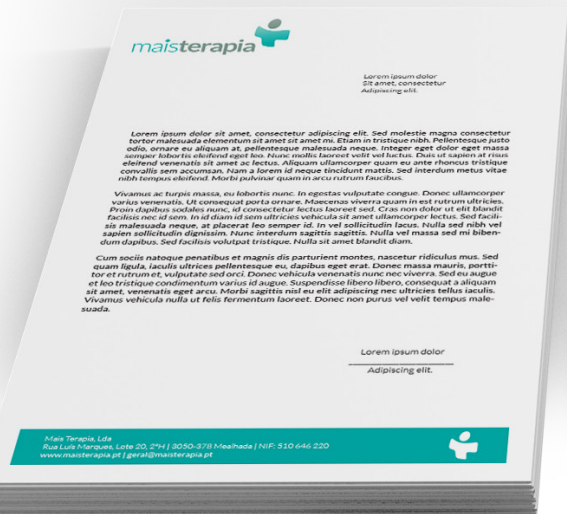 maisterapia
Lorem ipsum dolor
Sit amet, consectetur
Adipiscing elit.
Lorem ipsum dolor sit amet, consectetur adipiscing elit. Sed molestie magna consectetur
tortor malesuada elementum sit amet sit amet mi. Etiam in tristique nibh. Pellentesque justo
odio, ornare eu aliquam at, pellentesque malesuada neque. Integer eget dolor eget massa
semper lobortis eleifend eget leo. Nunc mollis laoreet velit vel luctus. Duis ut sapien at risus
eleifend venenatis sit amet ac lectus. Aliquam ullamcorper quam eu ante rhoncus tristique
convallis sem accumsan. Nam a lorem id neque tincidunt mattis. Sed interdum metus vitae
nibh tempus eleifend. Morbi pulvinar quam in arcu rutrum faucibus.
Vivamus ac turpis massa, eu lobortis nunc. In egestas vulputate congue. Donec ullamcorper
varius venenatis. Ut consequat porta ornare. Maecenas viverra quam in est rutrum ultricies.
Proin dapibus sodales nunc, id consectetur lectus laoreet sed. Cras non dolor ut elit blandit
facilisis nec id sem. In id diam id sem ultricies vehicula sit amet ullamcorper lectus. Sed facili-
sis malesuada neque, at placerat leo semper id. In vel sollicitudin lacus. Nulla sed nibh vel
sapien sollicitudin dignissim. Nunc interdum sagittis sagittis. Nulla vel massa sed mi biben-
dum dapibus. Sed facilisis volutpat tristique. Nulla sit amet blandit diam.
Cum sociis natoque penatibus et magnis dis parturient montes, nascetur ridiculus mus. Sed
quam ligula, iaculis ultrices pellentesque eu, dapibus eget erat. Donec massa mauris, portti-
tor et rutrum et, vulputate sed orci. Donec vehicula venenatis nunc nec viverra. Sed eu augue
et leo tristique condimentum varius id augue. Suspendisse libero libero, consequat a aliquam
sit amet, venenatis eget arcu. Morbi sagittis nisl eu elit adipiscing nec ultricies tellus iaculis.
Vivamus vehicula nulla ut felis fermentum laoreet. Donec non purus vel velit tempus male-
suada.
Lorem ipsum dolor
Adipiscing elit.
Mais Terapia, Lda
Rua Luís Marques, Lote 20, 2ºH | 3050-378 Mealhada | NIF: 510 646 220
www.maisterapia.pt | geral@maisterapia.pt